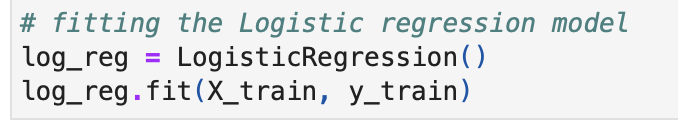 # fitting the Logistic regression model
log_reg = LogisticRegression()
log_reg.fit(X_train, y_train)